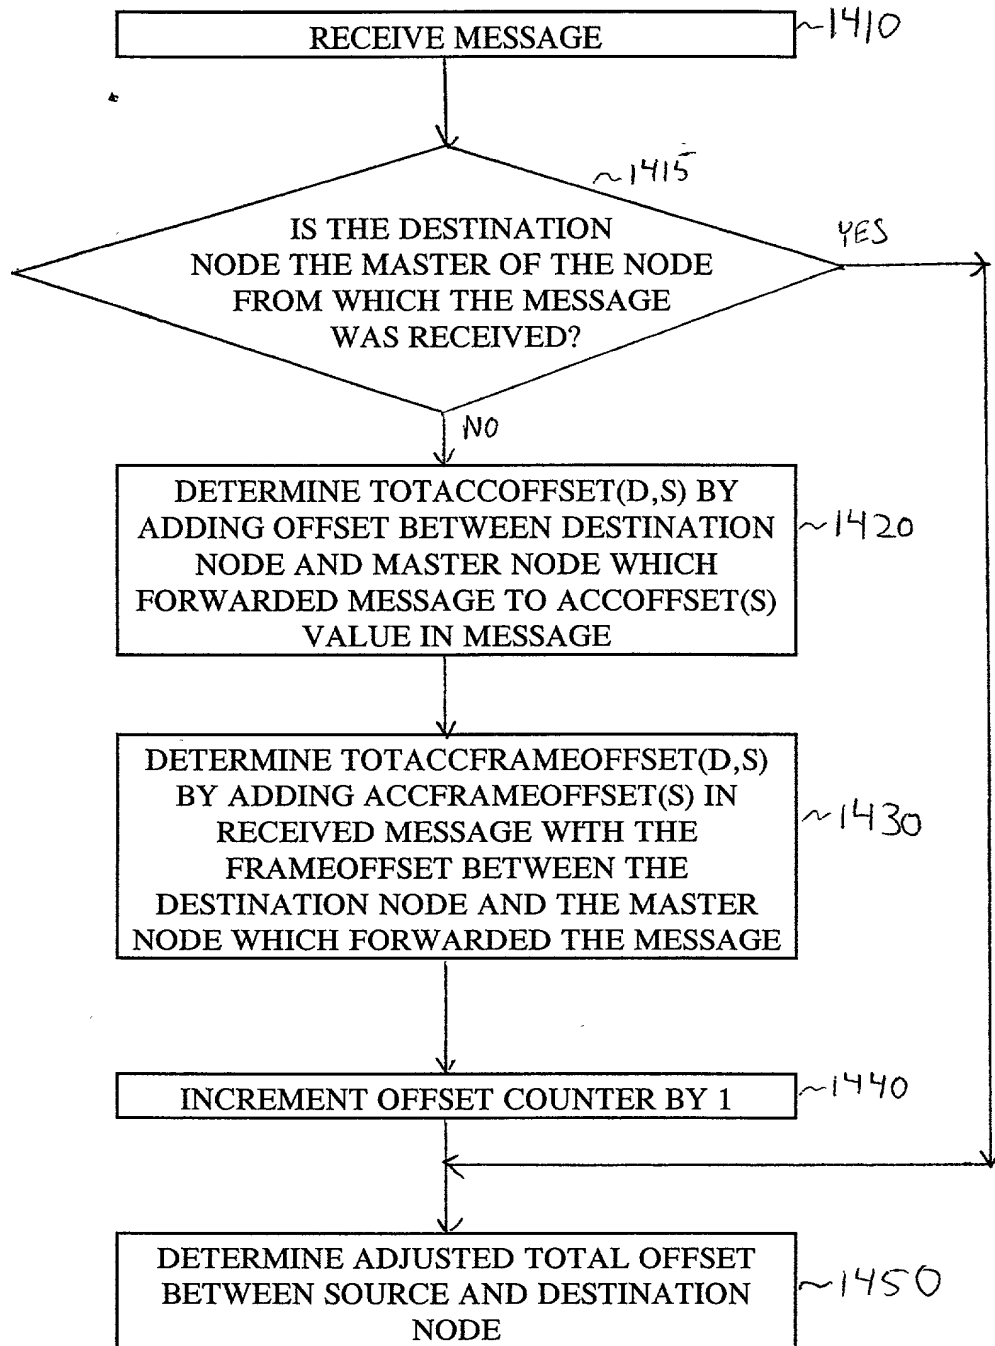 RECEIVE MESSAGE
~1410
~1415
IS THE DESTINATION
NODE THE MASTER OF THE NODE
FROM WHICH THE MESSAGE
WAS RECEIVED?
YES
NO
DETERMINE TOTACCOFFSET(D,S) BY
ADDING OFFSET BETWEEN DESTINATION
NODE AND MASTER NODE WHICH
FORWARDED MESSAGE TO ACCOFFSET(S)
VALUE IN MESSAGE
~1420
DETERMINE TOTACCFRAMEOFFSET(D,S)
BY ADDING ACCFRAMEOFFSET(S) IN
RECEIVED MESSAGE WITH THE
FRAMEOFFSET BETWEEN THE
DESTINATION NODE AND THE MASTER
NODE WHICH FORWARDED THE MESSAGE
~1430
INCREMENT OFFSET COUNTER BY 1
~1440
DETERMINE ADJUSTED TOTAL OFFSET
BETWEEN SOURCE AND DESTINATION
NODE
~1450